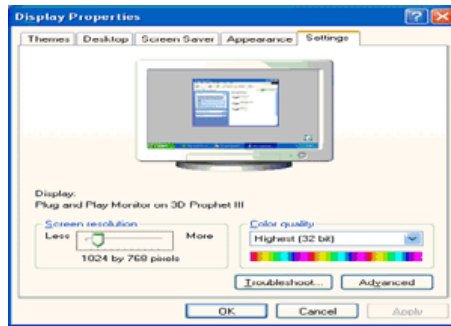 Display Properties
Themes Desktop Screen Saver Appearance Settings
Display:
Plug and Play Monitor on 3D Prophet III
Screen resolution
Less More
1024 by 768 pixels
Color quality
Highest (32 bit)
Troubleshoot... Advanced
OK Cancel Apply